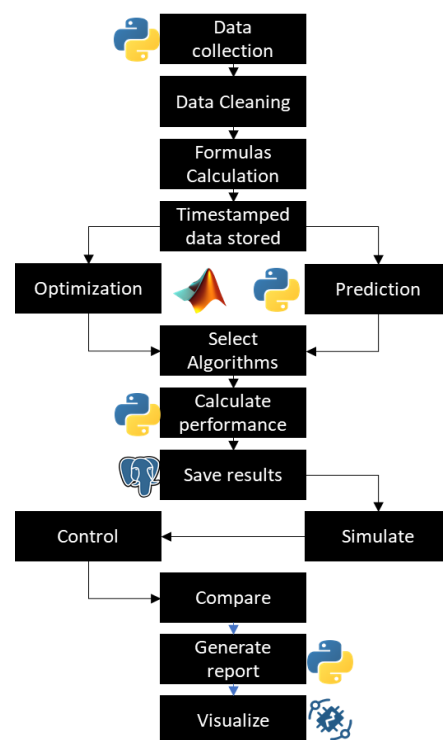 Data
collection
Data Cleaning
Formulas
Calculation
Timestamped
data stored
Optimization
Prediction
Select
Algorithms
Calculate
performance
Save results
Control
Simulate
Compare
Generate
report
Visualize